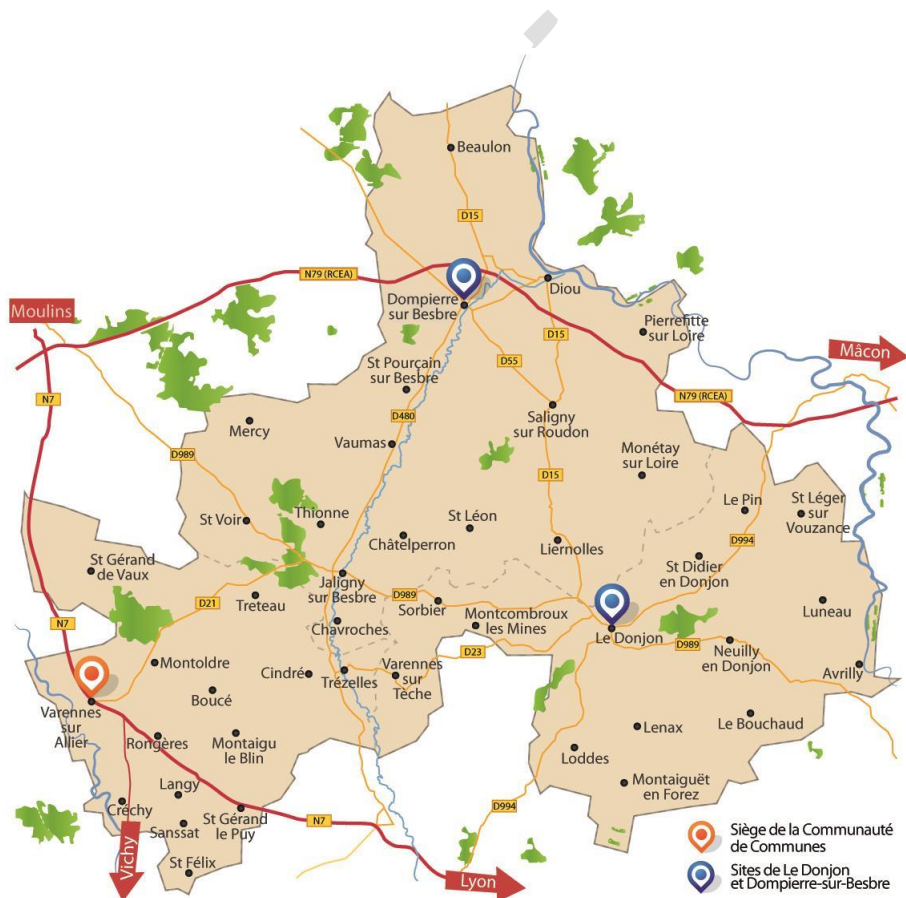 Beaulon
D15
N79 (RCEA)
Diou
Dompierre
sur Besbre
Moulins
Pierrefitte
sur Loire
D15
Mâcon
D55
St Pourçain
sur Besbre
N7
N79 (RCEA)
D480
Saligny
sur Roudon
Mercy
Vaumas
D989
Monétay
sur Loire
D15
Le Pin
St Léger
sur
Vouzance
St Voir
Thionne
St Léon
Châtelperron
Liernolles
D994
St Gérand
de Vaux
St Didier
en Donjon
Jaligny
sur Besbre
D989
D21
Treteau
Sorbier
Luneau
Chavroches
Montcombroux
les Mines
N7
Le Donjon
D989
Neuilly
en Donjon
D23
Montoldre
Cindré
Trézelles
Varennes
sur
Tèche
Avrilly
Boucé
Varennes
sur
Allier
Le Bouchaud
Lenax
Rongères
Montaigu
le Blin
Loddes
Langy
Montaiguët
en Forez
Créchy
St Gérand
le Puy
D994
N7
Sanssat
Vichy
St Félix
Lyon
Siège de la Communauté
de Communes
Sites de Le Donjon
et Dompierre-sur-Besbre